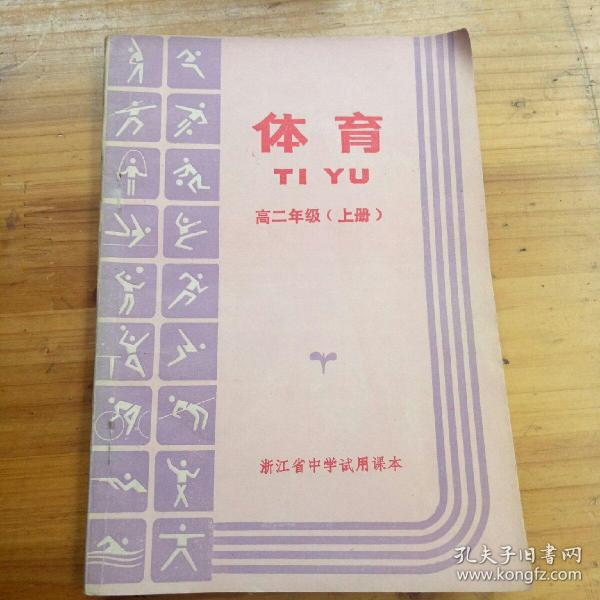 体育
TI YU
高二年级（上册）
浙江省中学试用课本
孔夫子旧书网
www.kongfz.com